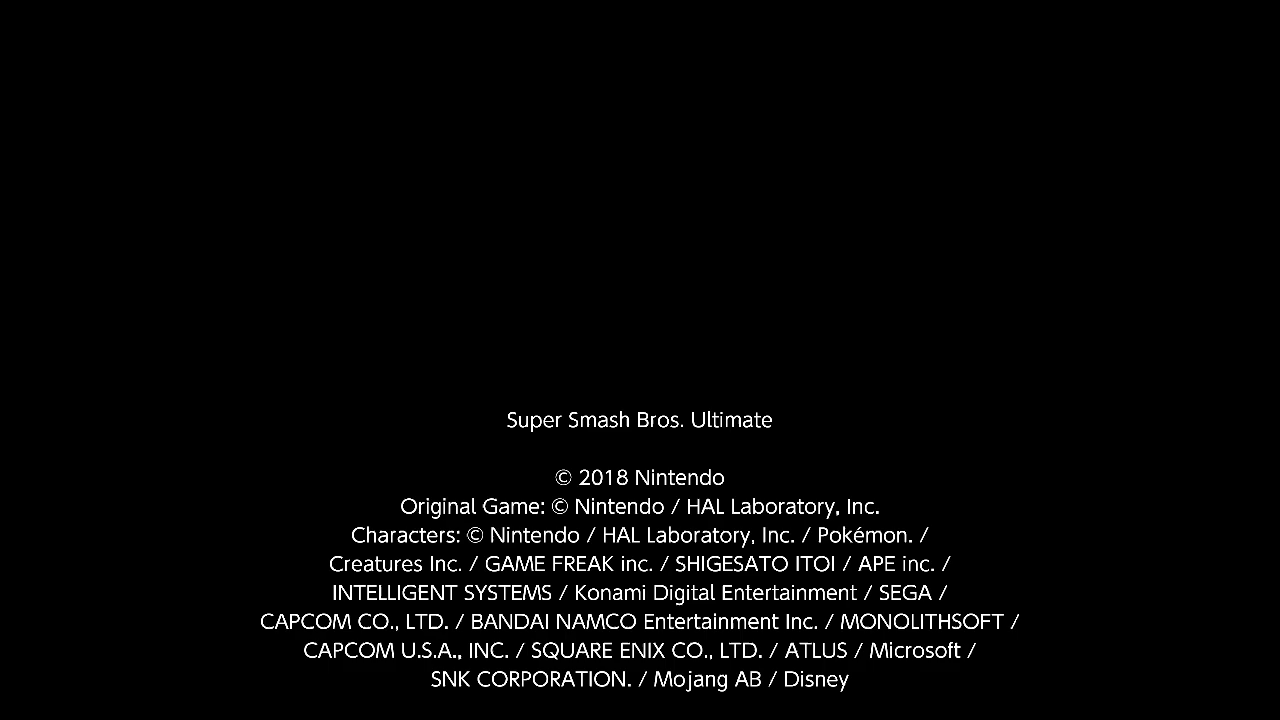 Super Smash Bros. Ultimate
© 2018 Nintendo
Original Game: © Nintendo / HAL Laboratory, Inc.
Characters: © Nintendo / HAL Laboratory, Inc. / Pokémon. /
Creatures Inc. / GAME FREAK inc. / SHIGESATO ITOI / APE inc. /
INTELLIGENT SYSTEMS / Konami Digital Entertainment / SEGA /
CAPCOM CO., LTD. / BANDAI NAMCO Entertainment Inc. / MONOLITHSOFT /
CAPCOM U.S.A., INC. / SQUARE ENIX CO., LTD. / ATLUS / Microsoft /
SNK CORPORATION. / Mojang AB / Disney